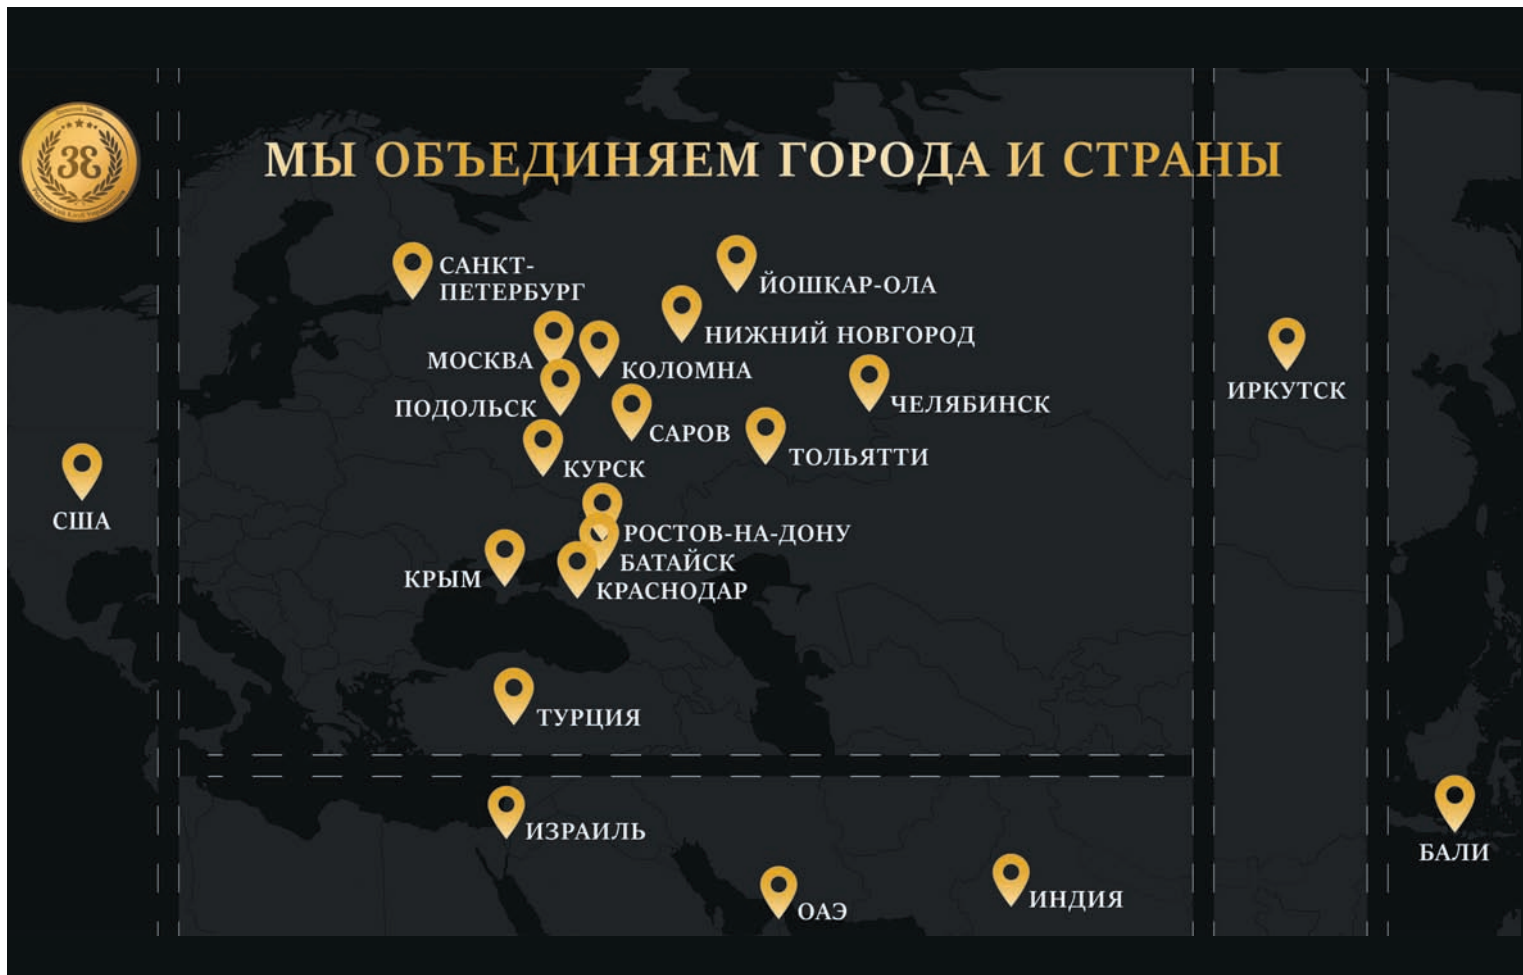 ЗЕ
МЫ ОБЪЕДИНЯЕМ ГОРОДА И СТРАНЫ
САНКТ-
ПЕТЕРБУРГ
ЙОШКАР-ОЛА
НИЖНИЙ НОВГОРОД
МОСКВА
КОЛОМНА
ИРКУТСК
ПОДОЛЬСК
ЧЕЛЯБИНСК
САРОВ
ТОЛЬЯТТИ
КУРСК
США
РОСТОВ-НА-ДОНУ
БАТАЙСК
КРЫМ
КРАСНОДАР
ТУРЦИЯ
ИЗРАИЛЬ
БАЛИ
ИНДИЯ
ОАЭ